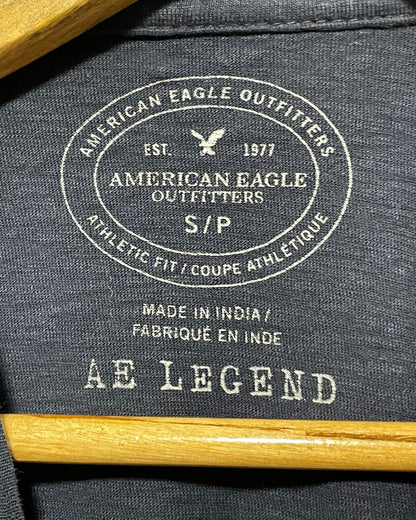 AMERICAN EAGLE OUTFITTERS
EST. 1977
AMERICAN EAGLE
OUTFITTERS
S/P
ATHLETIC FIT / COUPE ATHLÉTIQUE
MADE IN INDIA/
FABRIQUÉ EN INDE
AE LEGEND